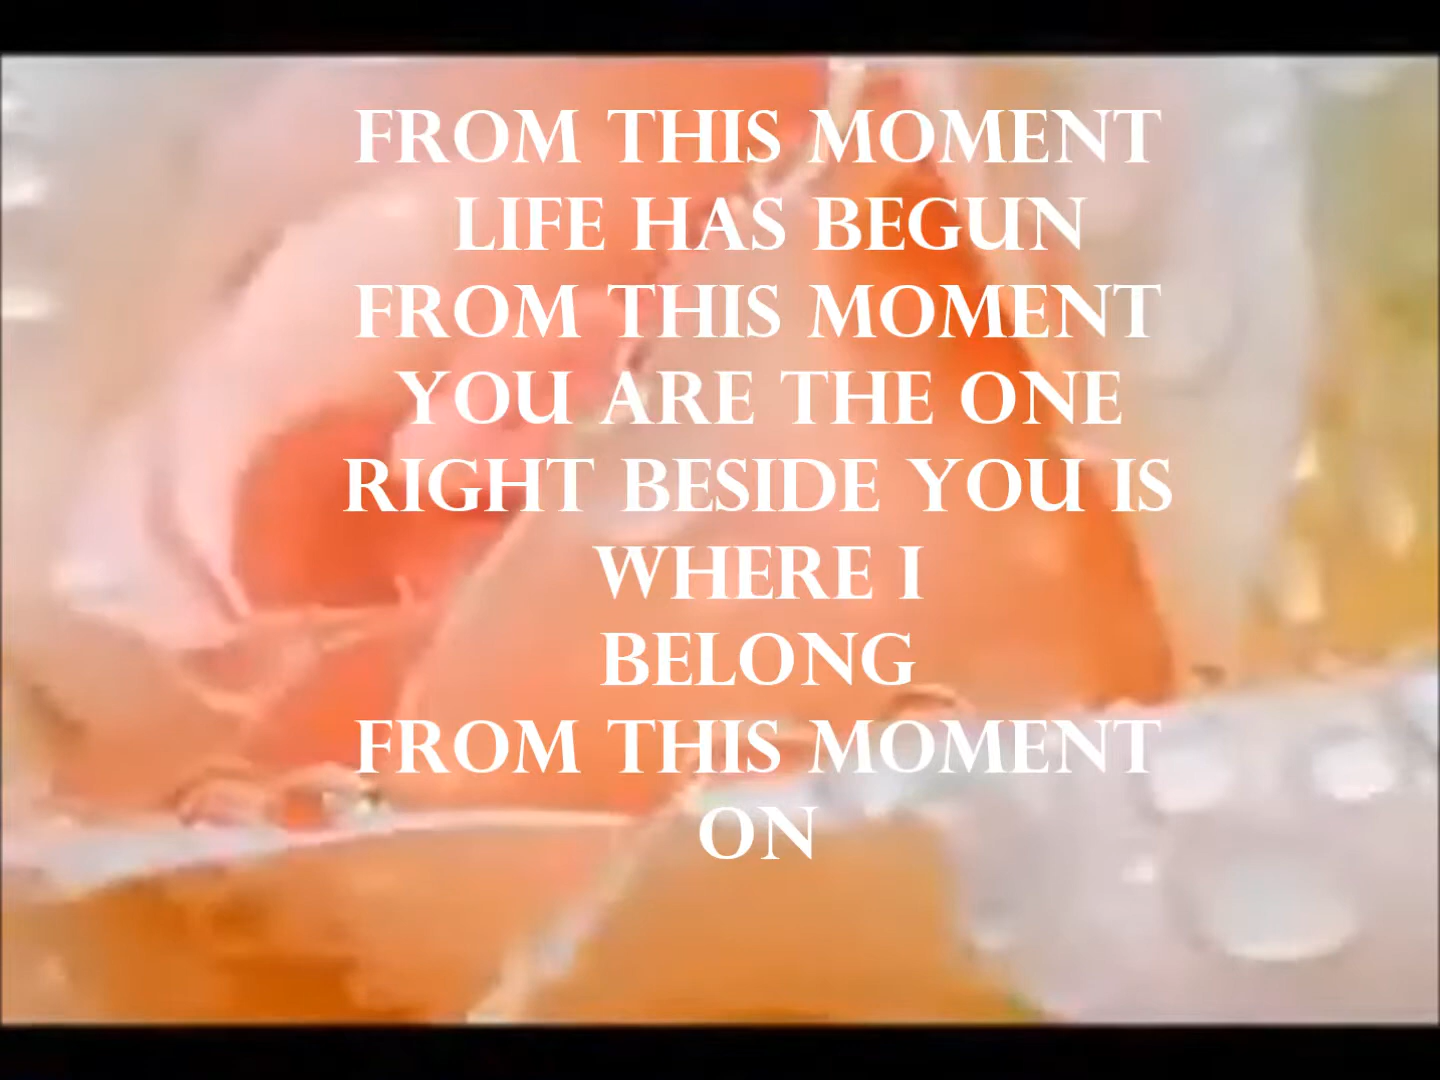 FROM THIS MOMENT
LIFE HAS BEGUN
FROM THIS MOMENT
YOU ARE THE ONE
RIGHT BESIDE YOU IS
WHERE I
BELONG
FROM THIS MOMENT
ON